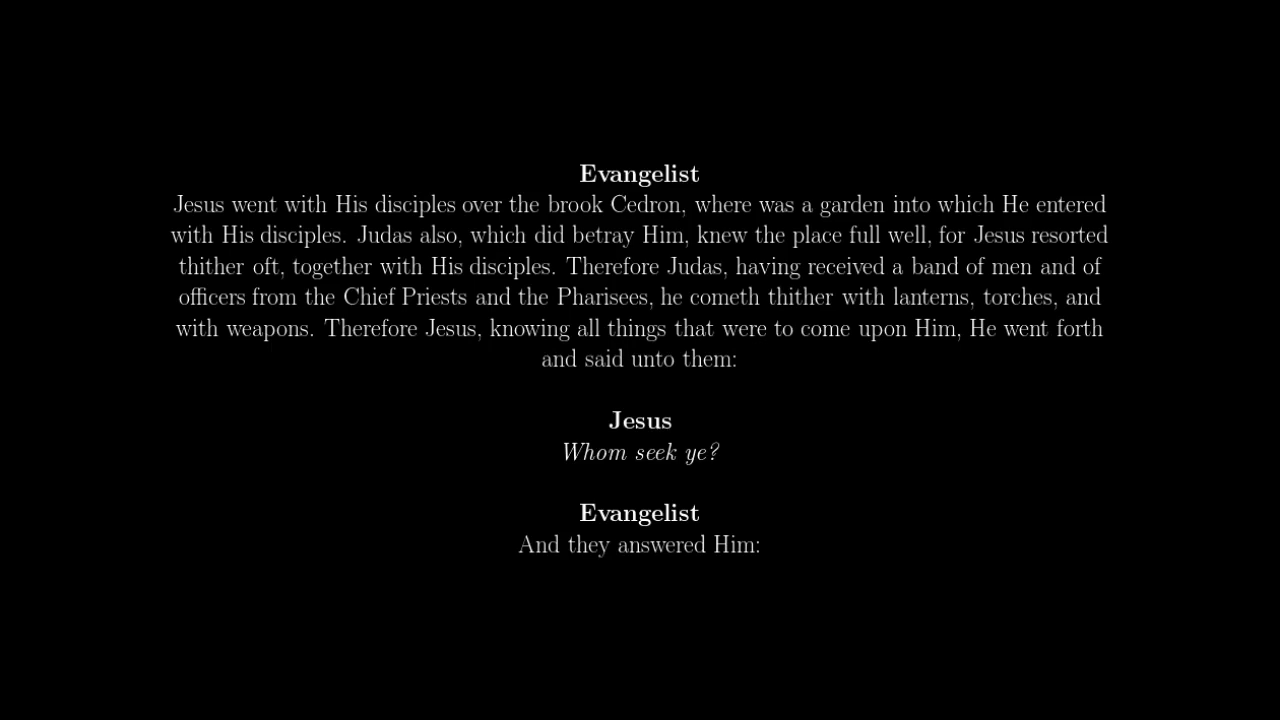 Evangelist
Jesus went with His disciples over the brook Cedron, where was a garden into which He entered
with His disciples. Judas also, which did betray Him, knew the place full well, for Jesus resorted
thither oft, together with His disciples. Therefore Judas, having received a band of men and of
officers from the Chief Priests and the Pharisees, he cometh thither with lanterns, torches, and
with weapons. Therefore Jesus, knowing all things that were to come upon Him, He went forth
and said unto them:
Jesus
Whom seek ye?
Evangelist
And they answered Him: